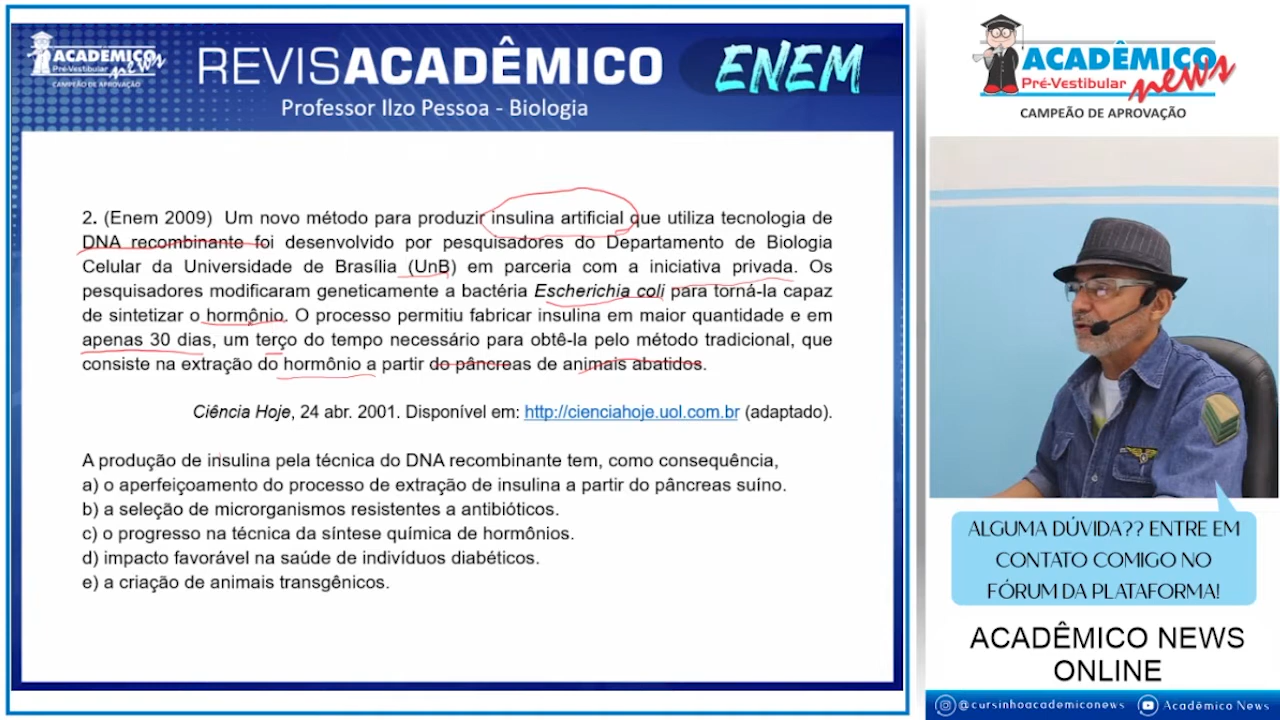 ACADÊMICO
Pré-Vestibular news
CAMPEÃO DE APROVAÇÃO
REVISACADÊMICO
ENEM
Professor Ilzo Pessoa - Biologia
2. (Enem 2009) Um novo método para produzir insulina artificial que utiliza tecnologia de
DNA recombinante foi desenvolvido por pesquisadores do Departamento de Biologia
Celular da Universidade de Brasília (UnB) em parceria com a iniciativa privada. Os
pesquisadores modificaram geneticamente a bactéria Escherichia coli para torná-la capaz
de sintetizar o hormônio. O processo permitiu fabricar insulina em maior quantidade e em
apenas 30 dias, um terço do tempo necessário para obtê-la pelo método tradicional, que
consiste na extração do hormônio a partir do pâncreas de animais abatidos.
Ciência Hoje, 24 abr. 2001. Disponível em: http://cienciahoje.uol.com.br (adaptado).
A produção de insulina pela técnica do DNA recombinante tem, como consequência,
a) o aperfeiçoamento do processo de extração de insulina a partir do pâncreas suíno.
b) a seleção de microrganismos resistentes a antibióticos.
c) o progresso na técnica da síntese química de hormônios.
d) impacto favorável na saúde de indivíduos diabéticos.
e) a criação de animais transgênicos.
ACADÊMICO
Pré-Vestibular news
CAMPEÃO DE APROVAÇÃO
ALGUMA DÚVIDA?? ENTRE EM
CONTATO COMIGO NO
FÓRUM DA PLATAFORMA!
ACADÊMICO NEWS
ONLINE
@cursinhoacademiconews Acadêmico News